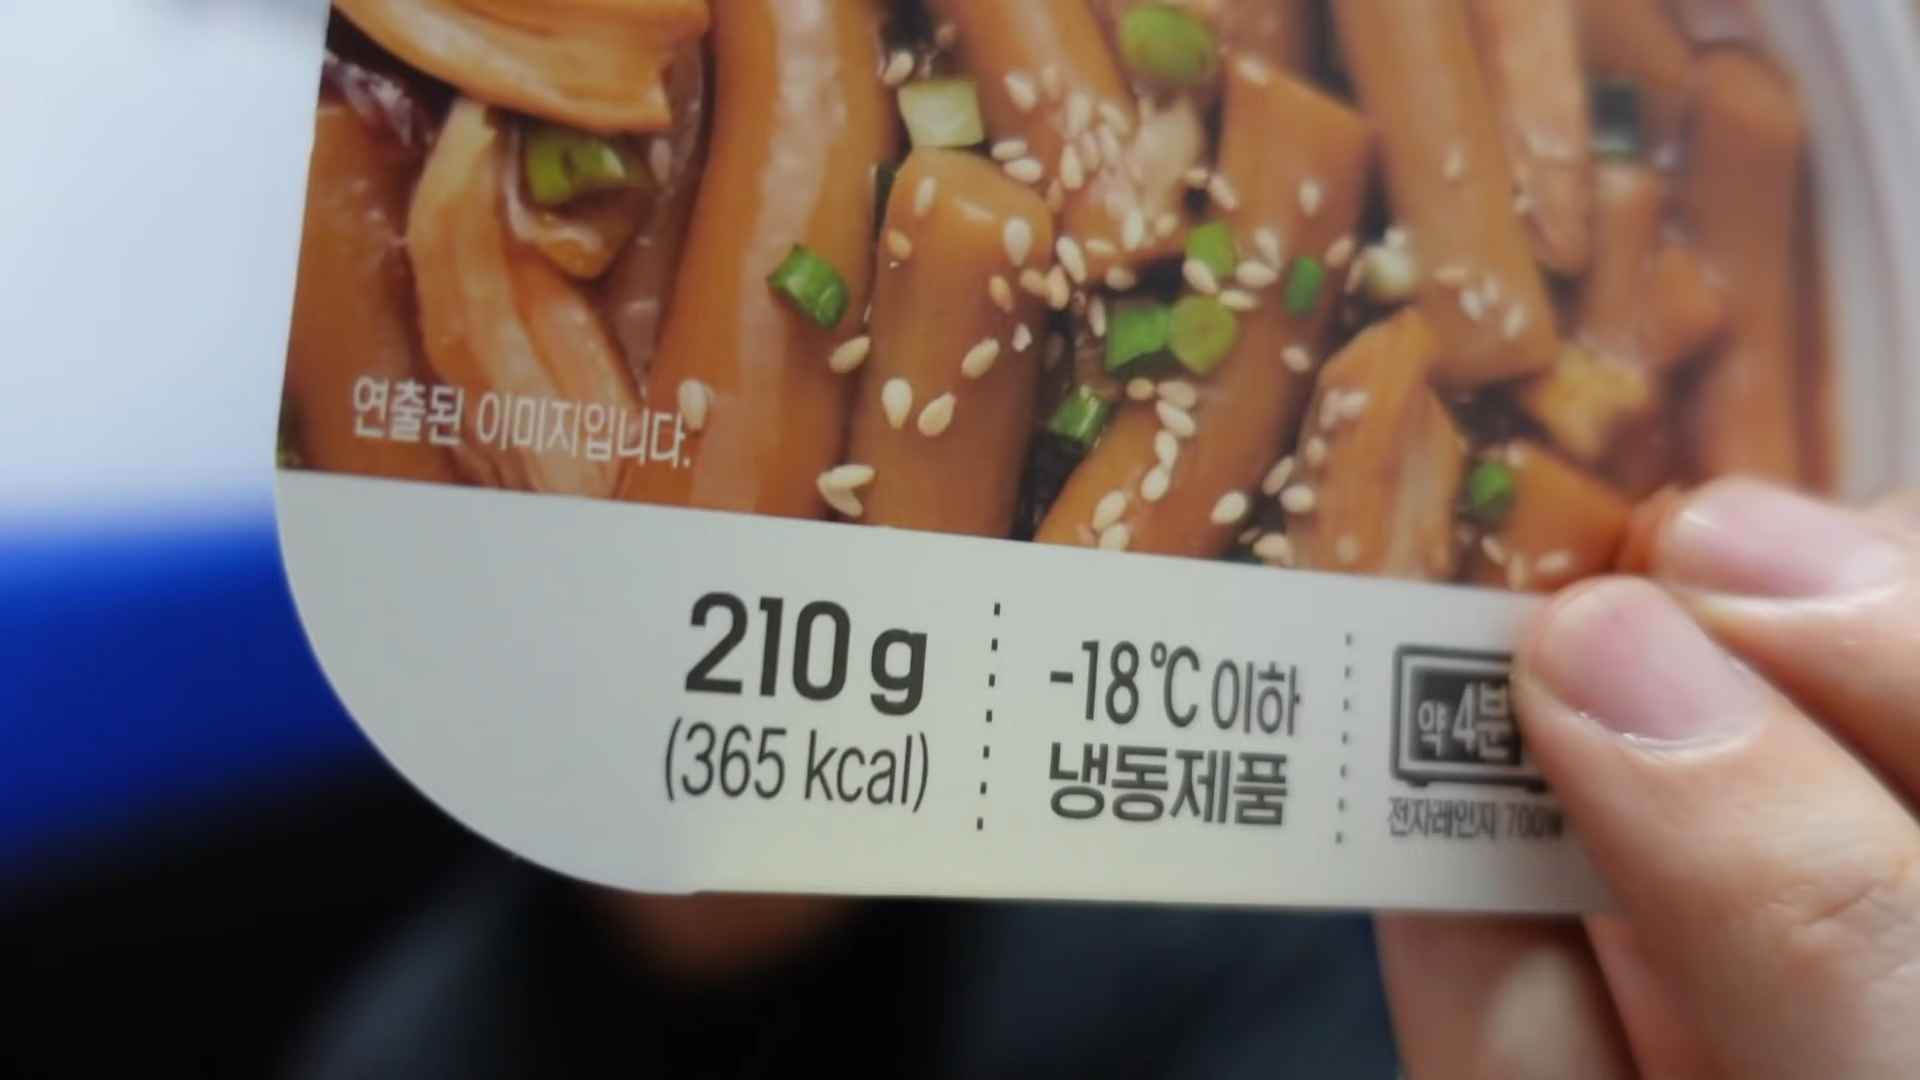 연출된 이미지입니다.
210 g
(365 kcal)
-18℃ 이하
냉동제품
약 4분
전자레인지 700W